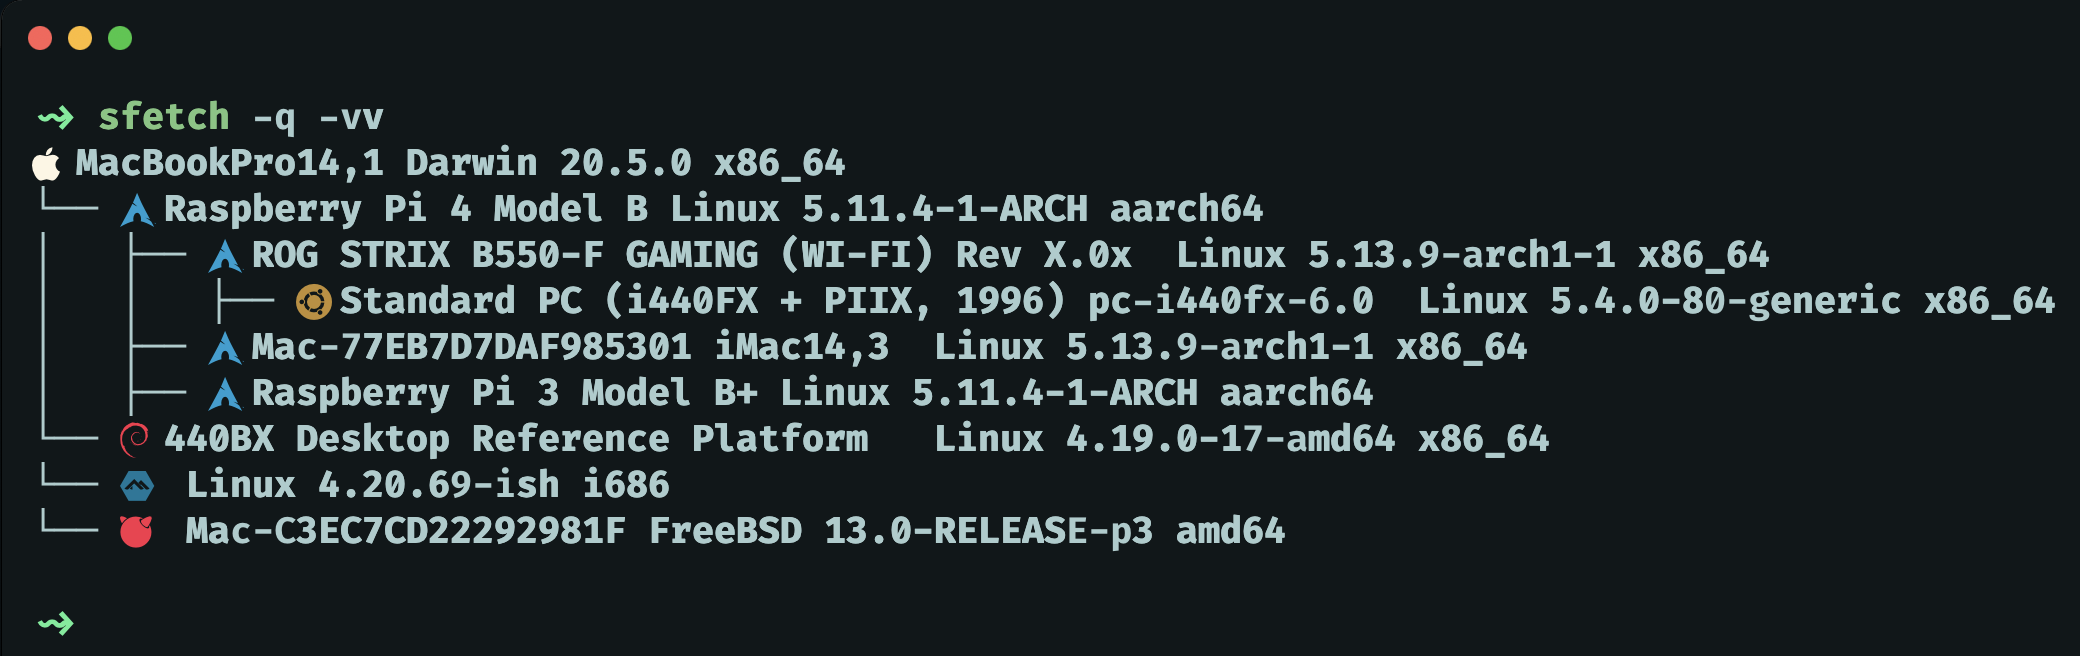 sfetch -q -vv
MacBookPro14,1 Darwin 20.5.0 x86_64
Raspberry Pi 4 Model B Linux 5.11.4-1-ARCH aarch64
ROG STRIX B550-F GAMING (WI-FI) Rev X.0x  Linux 5.13.9-arch1-1 x86_64
Standard PC (i440FX + PIIX, 1996) pc-i440fx-6.0  Linux 5.4.0-80-generic x86_64
Mac-77EB7D7DAF985301 iMac14,3  Linux 5.13.9-arch1-1 x86_64
Raspberry Pi 3 Model B+ Linux 5.11.4-1-ARCH aarch64
440BX Desktop Reference Platform   Linux 4.19.0-17-amd64 x86_64
Linux 4.20.69-ish i686
Mac-C3EC7CD22292981F FreeBSD 13.0-RELEASE-p3 amd64